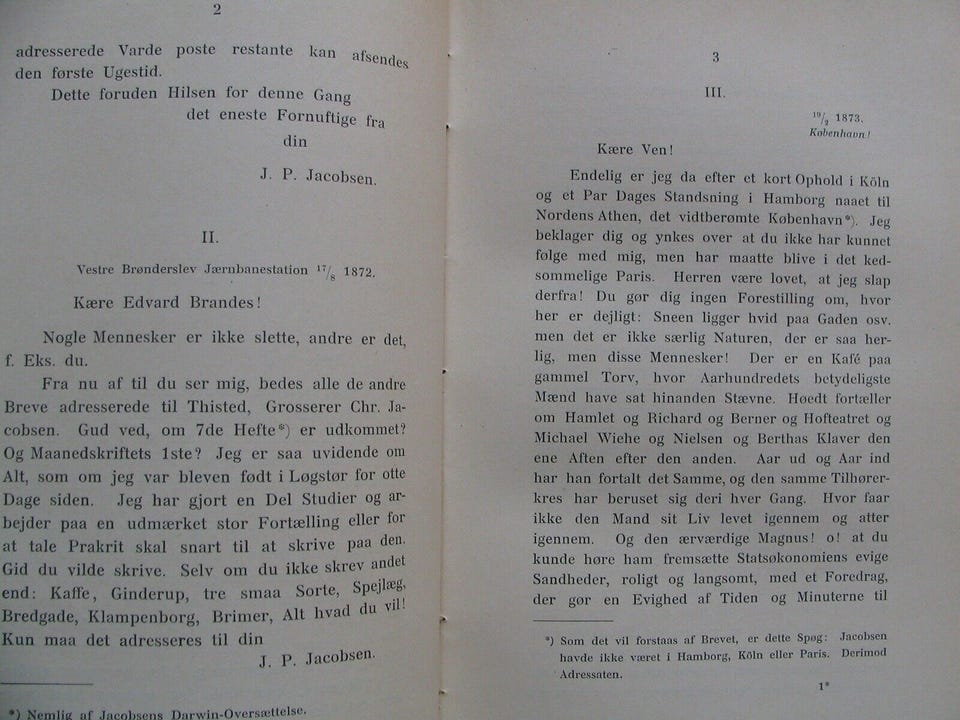 2
adresserede Varde poste restante kan afsendes
den første Ugestid.
Dette foruden Hilsen for denne Gang
det eneste Fornuftige fra
din
J. P. Jacobsen.
II.
Vestre Brønderslev Jærnbanestation 17/8 1872.
Kære Edvard Brandes!
Nogle Mennesker er ikke slette, andre er det,
f. Eks. du.
Fra nu af til du ser mig, bedes alle de andre
Breve adresserede til Thisted, Grosserer Chr. Ja-
cobsen. Gud ved, om 7de Hefte*) er udkommet?
Og Maanedskriftets 1ste? Jeg er saa uvidende om
Alt, som om jeg var bleven født i Løgstør for otte
Dage siden. Jeg har gjort en Del Studier og ar-
bejder paa en udmærket stor Fortælling eller for
at tale Prakrit skal snart til at skrive paa den.
Gid du vilde skrive. Selv om du ikke skrev andet
end: Kaffe, Ginderup, tre smaa Sorte, Spejlæg,
Bredgade, Klampenborg, Brimer, Alt hvad du vil!
Kun maa det adresseres til din
J. P. Jacobsen.
*) Nemlig af Jacobsens Darwin-Oversættelse.
3
III.
19/2 1873.
København!
Kære Ven!
Endelig er jeg da efter et kort Ophold i Köln
og et Par Dages Standsning i Hamborg naaet til
Nordens Athen, det vidtberømte København*). Jeg
beklager dig og ynkes over at du ikke har kunnet
følge med mig, men har maatte blive i det ked-
sommelige Paris. Herren være lovet, at jeg slap
derfra! Du gør dig ingen Forestilling om, hvor
her er dejligt: Sneen ligger hvid paa Gaden osv.
men det er ikke særlig Naturen, der er saa her-
lig, men disse Mennesker! Der er en Kafé paa
gammel Torv, hvor Aarhundredets betydeligste
Mænd have sat hinanden Stævne. Høedt fortæller
om Hamlet og Richard og Berner og Hofteatret og
Michael Wiehe og Nielsen og Berthas Klaver den
ene Aften efter den anden. Aar ud og Aar ind
har han fortalt det Samme, og den samme Tilhører-
kres har beruset sig deri hver Gang. Hvor faar
ikke den Mand sit Liv levet igennem og atter
igennem. Og den ærværdige Magnus! o! at du
kunde høre ham fremsætte Statsøkonomiens evige
Sandheder, roligt og langsomt, med et Foredrag,
der gør en Evighed af Tiden og Minuterne til
*) Som det vil forstaas af Brevet, er dette Spøg: Jacobsen
havde ikke været i Hamborg, Köln eller Paris. Derimod
Adressaten.
1*